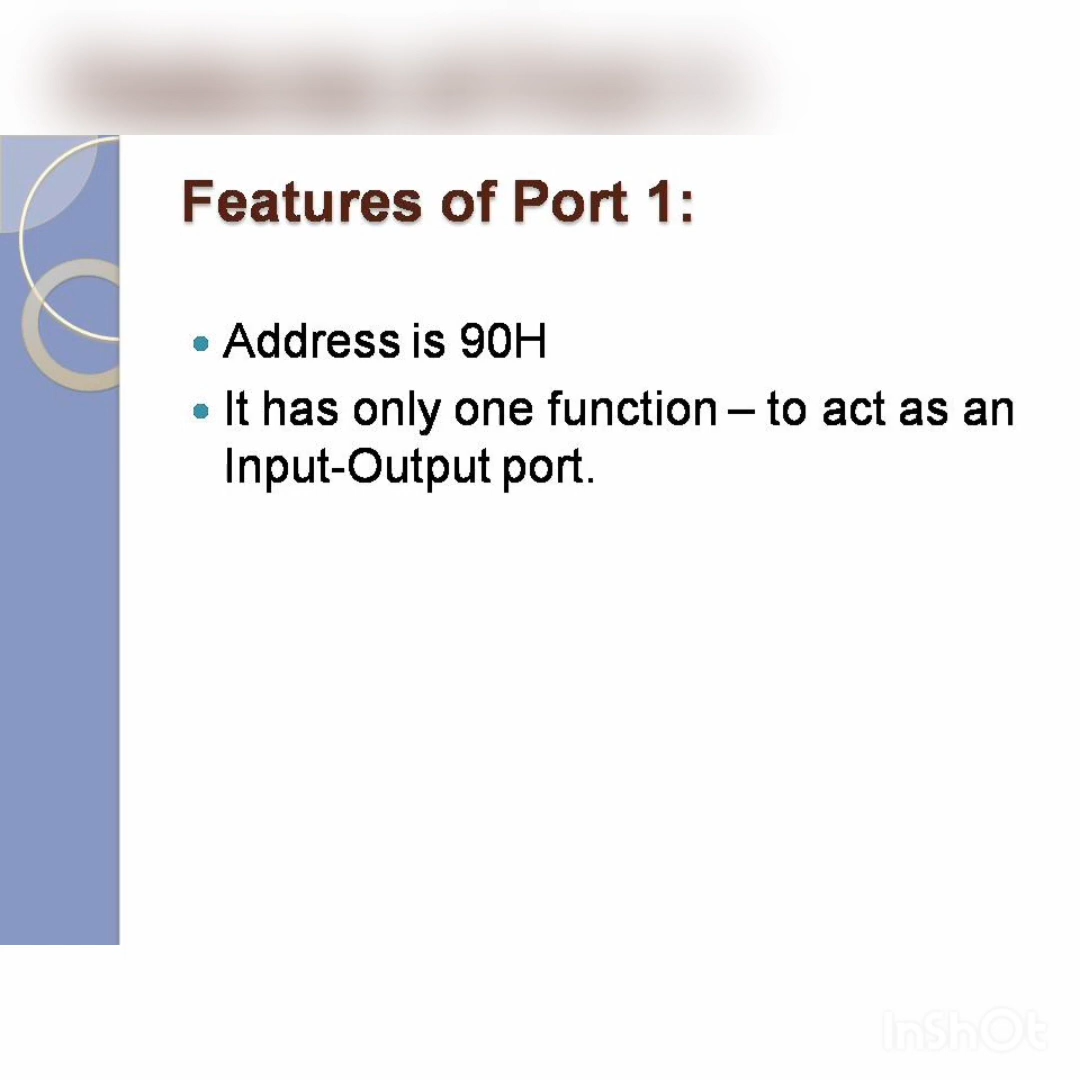 Features of Port 1:
• Address is 90H
• It has only one function – to act as an
Input-Output port.
InShOt